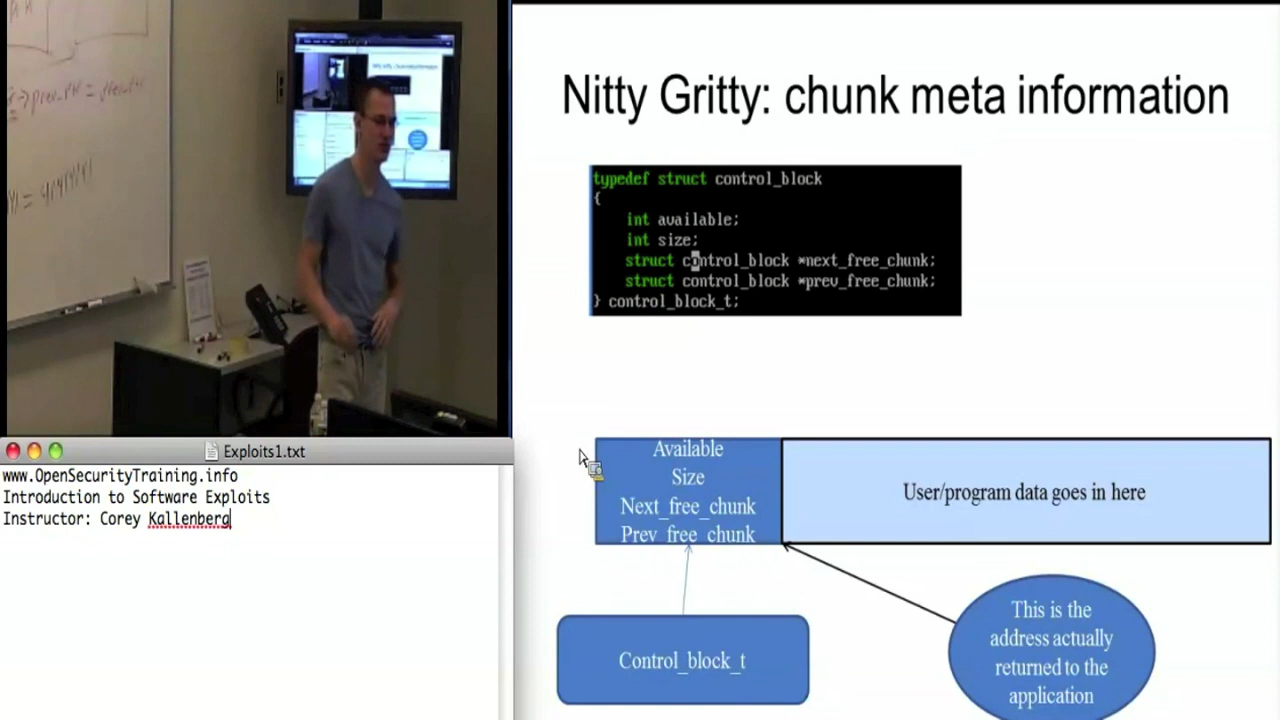 Nitty Gritty: chunk meta information
typedef struct control_block
{
int available;
int size;
struct control_block *next_free_chunk;
struct control_block *prev_free_chunk;
} control_block_t;
Available
Size
Next_free_chunk
Prev_free_chunk
User/program data goes in here
Control_block_t
This is the
address actually
returned to the
application
Exploits1.txt
www.OpenSecurityTraining.info
Introduction to Software Exploits
Instructor: Corey Kallenberg